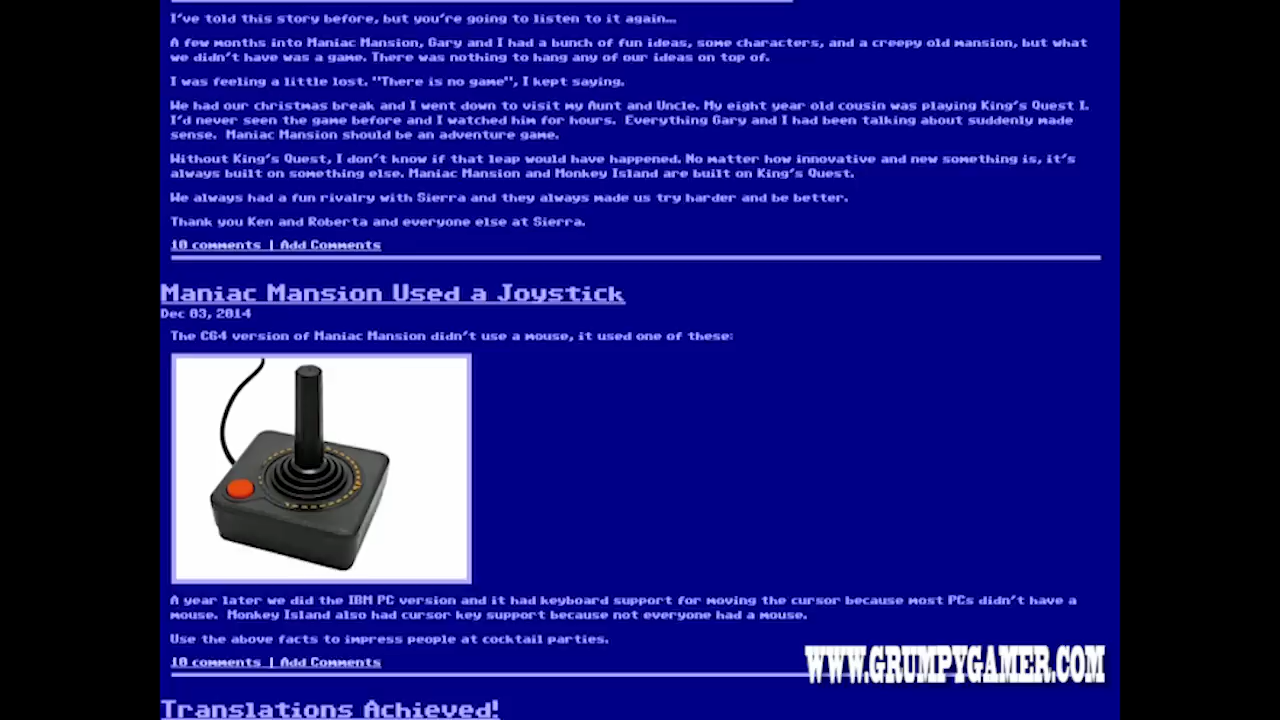 I've told this story before, but you're going to listen to it again...
A few months into Maniac Mansion, Gary and I had a bunch of fun ideas, some characters, and a creepy old mansion, but what
we didn't have was a game. There was nothing to hang any of our ideas on top of.
I was feeling a little lost. "There is no game", I kept saying.
We had our christmas break and I went down to visit my Aunt and Uncle. My eight year old cousin was playing King's Quest I.
I'd never seen the game before and I watched him for hours.  Everything Gary and I had been talking about suddenly made
sense.  Maniac Mansion should be an adventure game.
Without King's Quest, I don't know if that leap would have happened. No matter how innovative and new something is, it's
always built on something else. Maniac Mansion and Monkey Island are built on King's Quest.
We always had a fun rivalry with Sierra and they always made us try harder and be better.
Thank you Ken and Roberta and everyone else at Sierra.
10 comments | Add Comments
Maniac Mansion Used a Joystick
Dec 03, 2014
The C64 version of Maniac Mansion didn't use a mouse, it used one of these:
A year later we did the IBM PC version and it had keyboard support for moving the cursor because most PCs didn't have a
mouse.  Monkey Island also had cursor key support because not everyone had a mouse.
Use the above facts to impress people at cocktail parties.
10 comments | Add Comments
WWW.GRUMPYGAMER.COM
Translations Achieved!